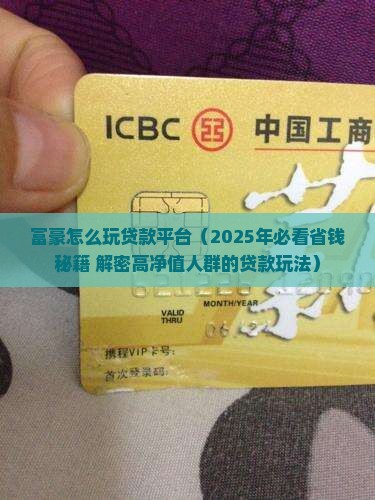 ICBC 中国工商
富豪怎么玩贷款平台（2025年必看省钱
秘籍 解密高净值人群的贷款玩法）
MONTH/YEAR
VALID
THRU
携程VIP卡号：
首次登录码：